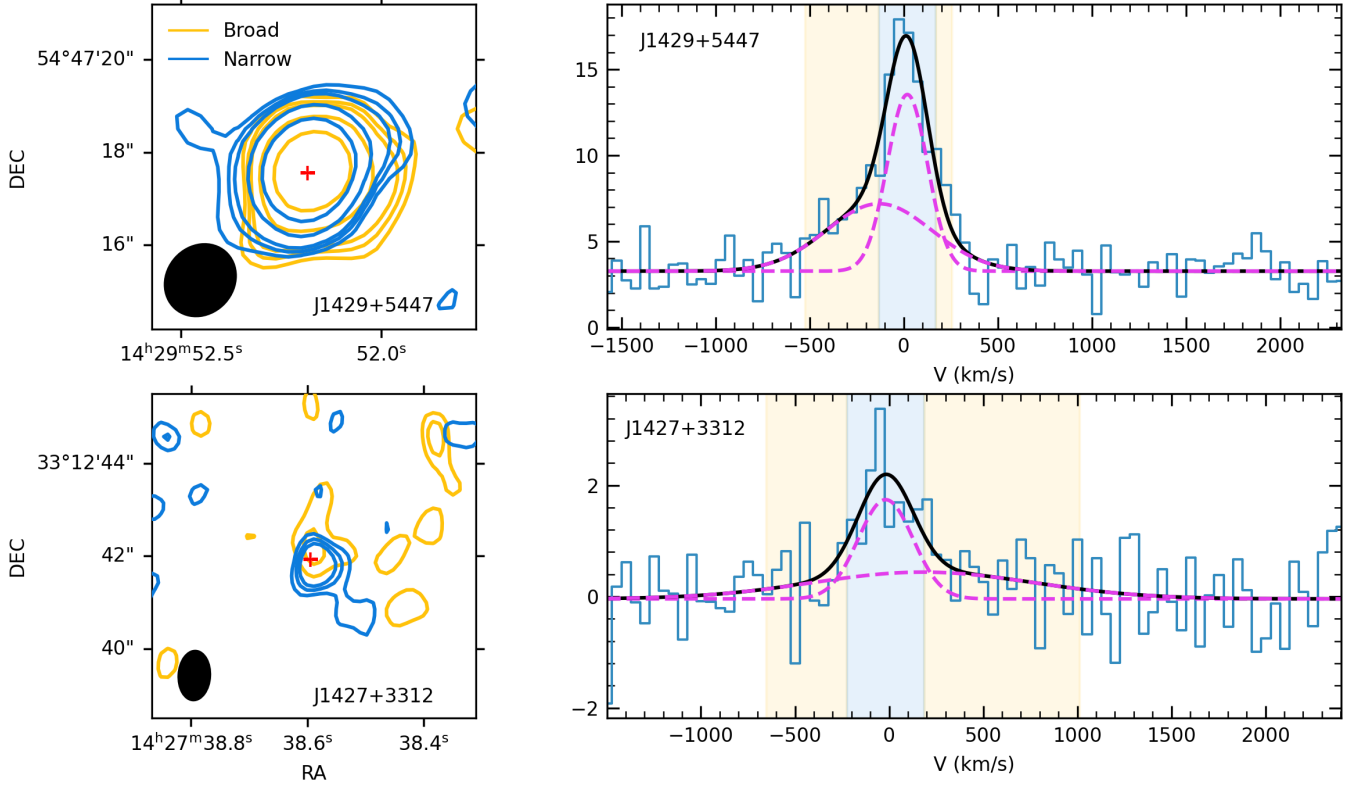 Broad
Narrow
54°47'20"
18"
16"
DEC
J1429+5447
14ʰ29ᵐ52.5ˢ
52.0ˢ
J1429+5447
15
10
5
0
−1500
−1000
−500
0
500
1000
1500
2000
V (km/s)
33°12'44"
42"
40"
DEC
J1427+3312
14ʰ27ᵐ38.8ˢ
38.6ˢ
38.4ˢ
RA
J1427+3312
2
0
−2
−1000
−500
0
500
1000
1500
2000
V (km/s)